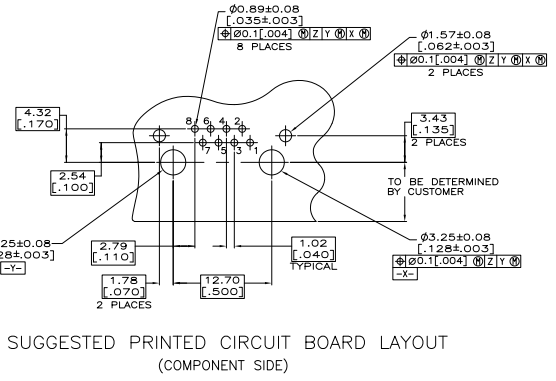 Ø0.89±0.08
[.035±.003]
⌖ Ø0.1[.004] Ⓜ Z Y Ⓜ X Ⓜ
8 PLACES
Ø1.57±0.08
[.062±.003]
⌖ Ø0.1[.004] Ⓜ Z Y Ⓜ X Ⓜ
2 PLACES
4.32
[.170]
8 6 4 2
7 5 3 1
3.43
[.135]
2 PLACES
2.54
[.100]
TO BE DETERMINED
BY CUSTOMER
25±0.08
28±.003]
-Y-
2.79
[.110]
1.02
[.040]
TYPICAL
Ø3.25±0.08
[.128±.003]
⌖ Ø0.1[.004] Ⓜ Z Y Ⓜ
-X-
1.78
[.070]
2 PLACES
12.70
[.500]
SUGGESTED PRINTED CIRCUIT BOARD LAYOUT
(COMPONENT SIDE)